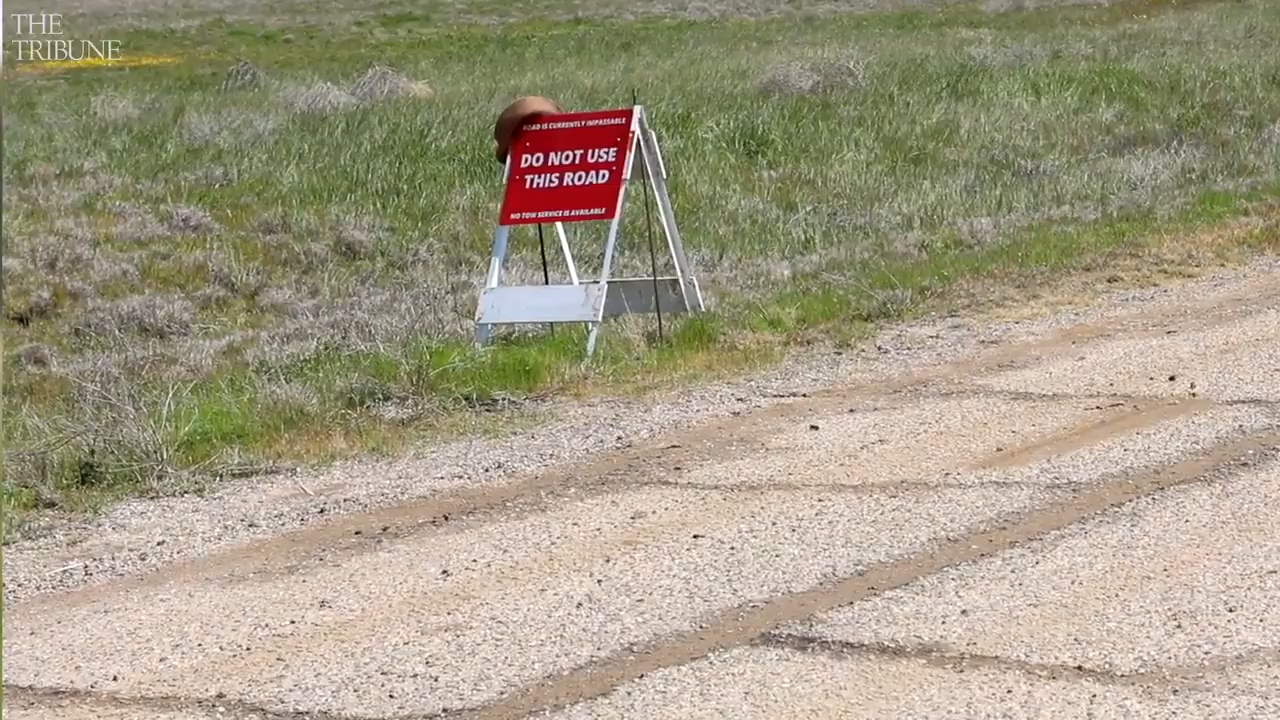 THE
TRIBUNE
ROAD IS CURRENTLY IMPASSABLE
DO NOT USE
THIS ROAD
NO TOW SERVICE IS AVAILABLE